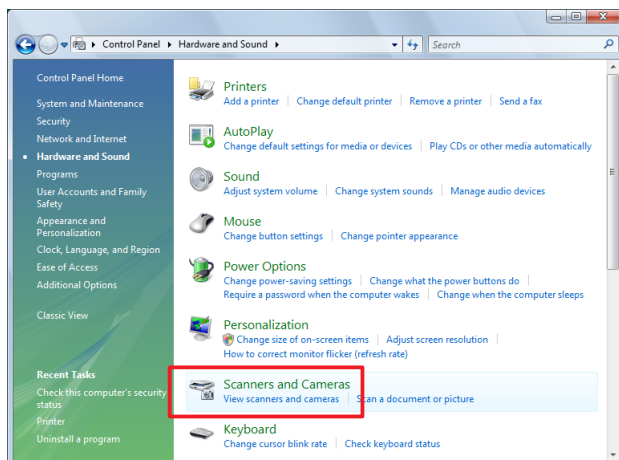 Control Panel ▸ Hardware and Sound ▸
Search
Control Panel Home
System and Maintenance
Security
Network and Internet
Hardware and Sound
Programs
User Accounts and Family
Safety
Appearance and
Personalization
Clock, Language, and Region
Ease of Access
Additional Options
Classic View
Recent Tasks
Check this computer's security
status
Printer
Uninstall a program
Printers
Add a printer | Change default printer | Remove a printer | Send a fax
AutoPlay
Change default settings for media or devices | Play CDs or other media automatically
Sound
Adjust system volume | Change system sounds | Manage audio devices
Mouse
Change button settings | Change pointer appearance
Power Options
Change power-saving settings | Change what the power buttons do |
Require a password when the computer wakes | Change when the computer sleeps
Personalization
Change size of on-screen items | Adjust screen resolution |
How to correct monitor flicker (refresh rate)
Scanners and Cameras
View scanners and cameras | Scan a document or picture
Keyboard
Change cursor blink rate | Check keyboard status